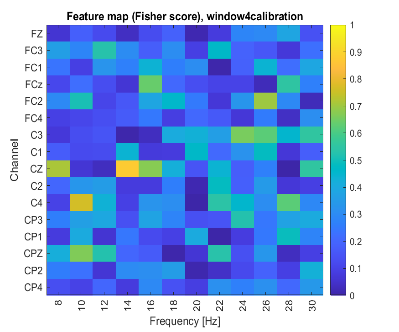 Feature map (Fisher score), window4calibration
Channel
FZ
FC3
FC1
FCz
FC2
FC4
C3
C1
CZ
C2
C4
CP3
CP1
CPZ
CP2
CP4
8 10 12 14 16 18 20 22 24 26 28 30
Frequency [Hz]
1
0.9
0.8
0.7
0.6
0.5
0.4
0.3
0.2
0.1
0